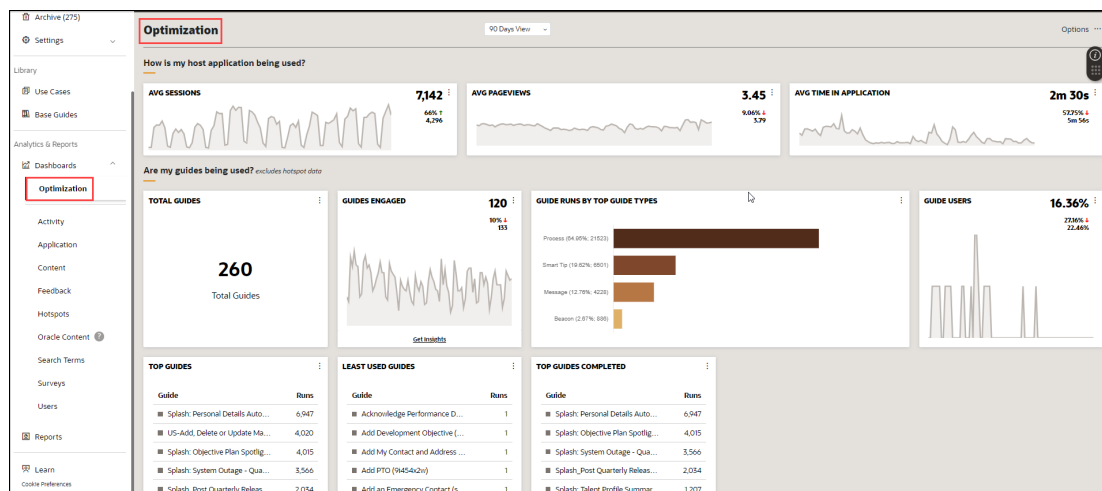 Archive (275)
Settings
Library
Use Cases
Base Guides
Analytics & Reports
Dashboards
Optimization
Activity
Application
Content
Feedback
Hotspots
Oracle Content ?
Search Terms
Surveys
Users
Reports
Learn
Cookie Preferences
Optimization
90 Days View
Options
How is my host application being used?
AVG SESSIONS
7,142
66% ↑
4,296
AVG PAGEVIEWS
3.45
9.06% ↓
3.79
AVG TIME IN APPLICATION
2m 30s
57.75% ↓
5m 56s
Are my guides being used? excludes hotspot data
TOTAL GUIDES
260
Total Guides
GUIDES ENGAGED
120
10% ↓
133
Get Insights
GUIDE RUNS BY TOP GUIDE TYPES
Process (64.95%; 21523)
Smart Tip (19.62%; 6501)
Message (12.76%; 4228)
Beacon (2.67%; 886)
GUIDE USERS
16.36%
27.16% ↓
22.46%
TOP GUIDES
Guide Runs
Splash: Personal Details Auto... 6,947
US-Add, Delete or Update Ma... 4,020
Splash: Objective Plan Spotlig... 4,015
Splash: System Outage - Qua... 3,566
Splash_Post Quarterly Releas... 2,034
LEAST USED GUIDES
Guide Runs
Acknowledge Performance D... 1
Add Development Objective (... 1
Add My Contact and Address ... 1
Add PTO (9i454x2w) 1
Add an Emergency Contact (s... 1
TOP GUIDES COMPLETED
Guide Runs
Splash: Personal Details Auto... 6,947
Splash: Objective Plan Spotlig... 4,015
Splash: System Outage - Qua... 3,566
Splash_Post Quarterly Releas... 2,034
Splash: Talent Profile Summar... 1,207